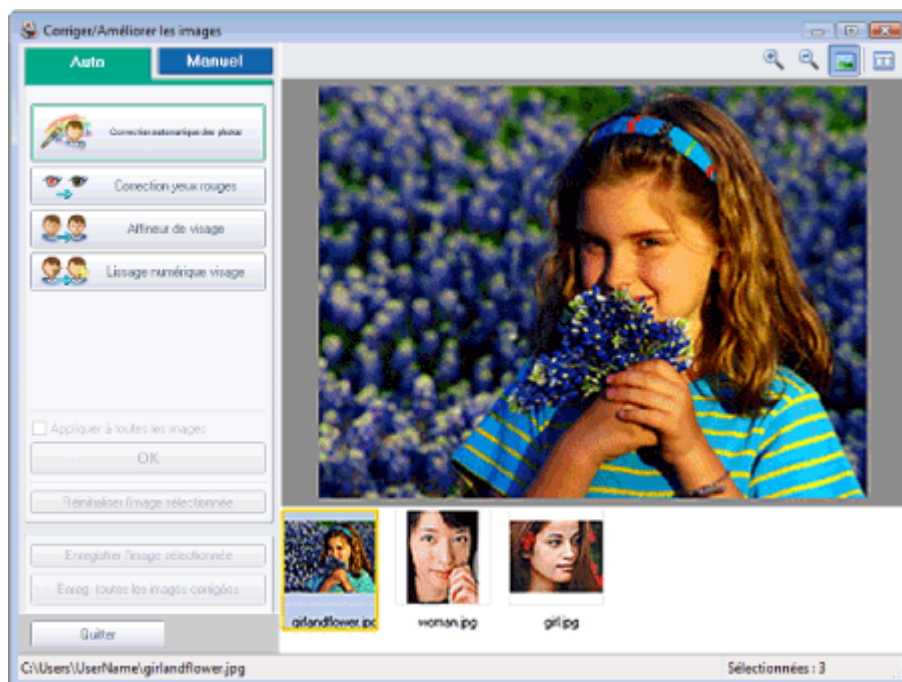 Corriger/Améliorer les images
Auto
Manuel
Correction automatique des photos
Correction yeux rouges
Affineur de visage
Lissage numérique visage
Appliquer à toutes les images
OK
Réinitialiser l'image sélectionnée
Enregistrer l'image sélectionnée
Enreg. toutes les images corrigées
Quitter
girlandflower.jpg
woman.jpg
girl.jpg
C:\Users\UserName\girlandflower.jpg
Sélectionnées : 3